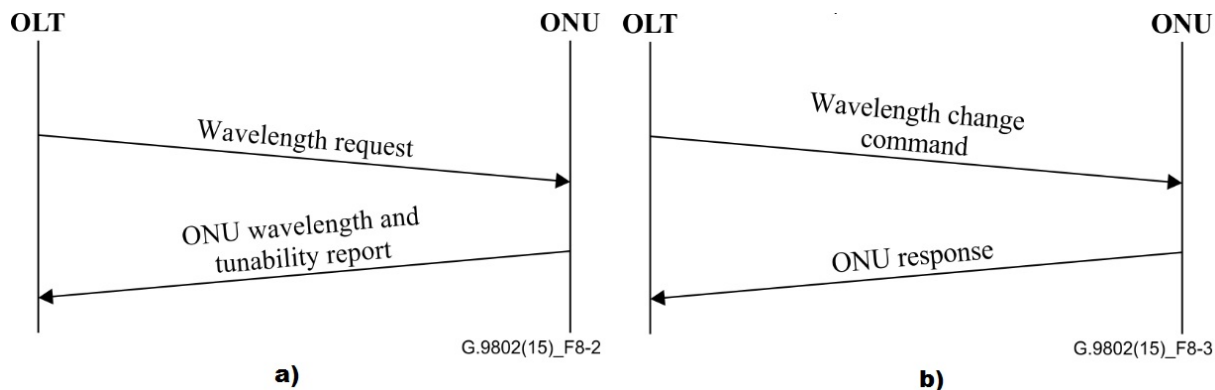 OLT
ONU
Wavelength request
ONU wavelength and
tunability report
G.9802(15)_F8-2
a)
OLT
ONU
Wavelength change
command
ONU response
G.9802(15)_F8-3
b)